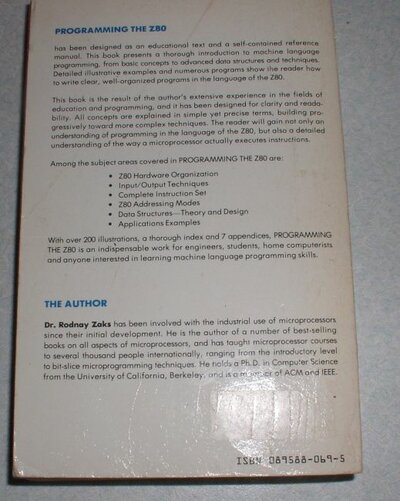 PROGRAMMING THE Z80
has been designed as an educational text and a self-contained reference
manual. This book presents a thorough introduction to machine language
programming, from basic concepts to advanced data structures and techniques.
Detailed illustrative examples and numerous programs show the reader how
to write clear, well-organized programs in the language of the Z80.
This book is the result of the author's extensive experience in the fields of
education and programming, and it has been designed for clarity and reada-
bility. All concepts are explained in simple yet precise terms, building pro-
gressively toward more complex techniques. The reader will gain not only an
understanding of programming in the language of the Z80, but also a detailed
understanding of the way a microprocessor actually executes instructions.
Among the subject areas covered in PROGRAMMING THE Z80 are:
• Z80 Hardware Organization
• Input/Output Techniques
• Complete Instruction Set
• Z80 Addressing Modes
• Data Structures—Theory and Design
• Applications Examples
With over 200 illustrations, a thorough index and 7 appendices, PROGRAMMING
THE Z80 is an indispensable work for engineers, students, home computerists
and anyone interested in learning machine language programming skills.
THE AUTHOR
Dr. Rodnay Zaks has been involved with the industrial use of microprocessors
since their initial development. He is the author of a number of best-selling
books on all aspects of microprocessors, and has taught microprocessor courses
to several thousand people internationally, ranging from the introductory level
to bit-slice microprogramming techniques. He holds a Ph.D. in Computer Science
from the University of California, Berkeley, and is a member of ACM and IEEE.
ISBN 089588-069-5